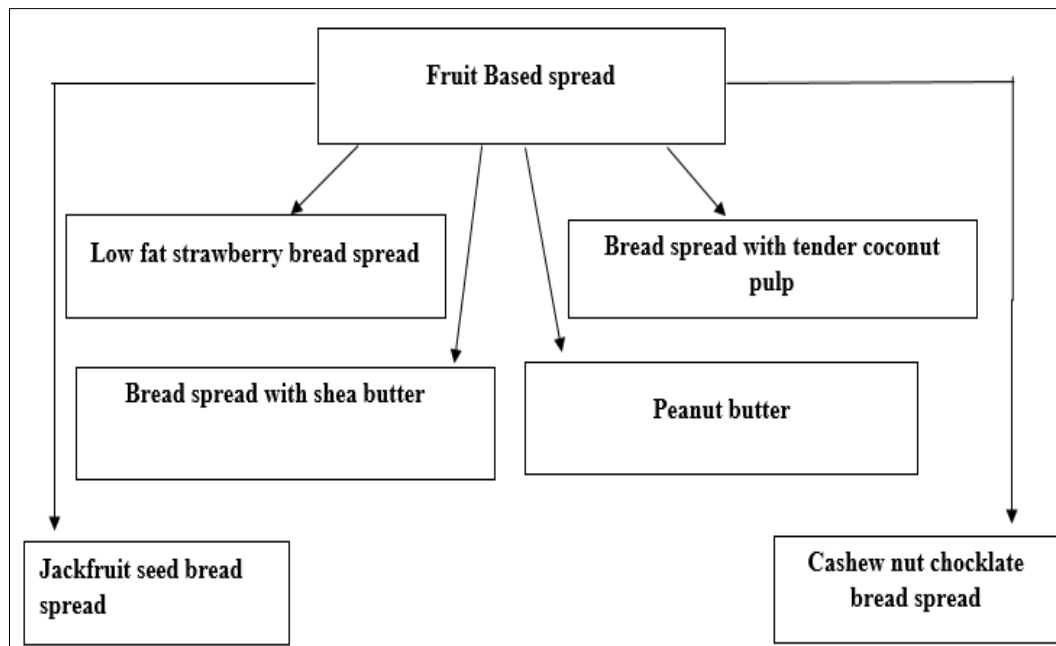 Fruit Based spread
Low fat strawberry bread spread
Bread spread with tender coconut
pulp
Bread spread with shea butter
Peanut butter
Jackfruit seed bread
spread
Cashew nut chocklate
bread spread